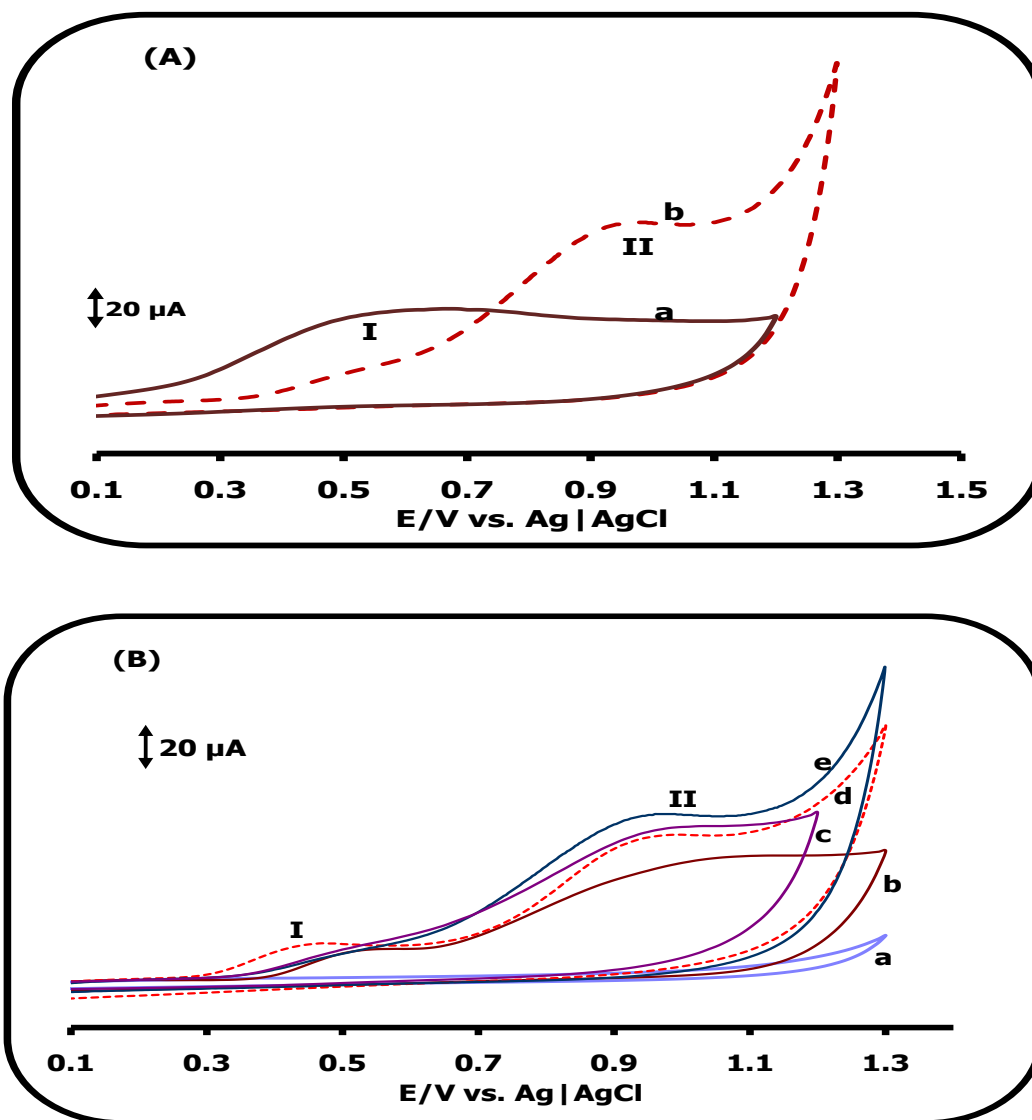 (A)
b
II
20 µA
a
I
0.1 0.3 0.5 0.7 0.9 1.1 1.3 1.5
E/V vs. Ag|AgCl
(B)
20 µA
e
II
d
c
b
I
a
0.1 0.3 0.5 0.7 0.9 1.1 1.3
E/V vs. Ag|AgCl